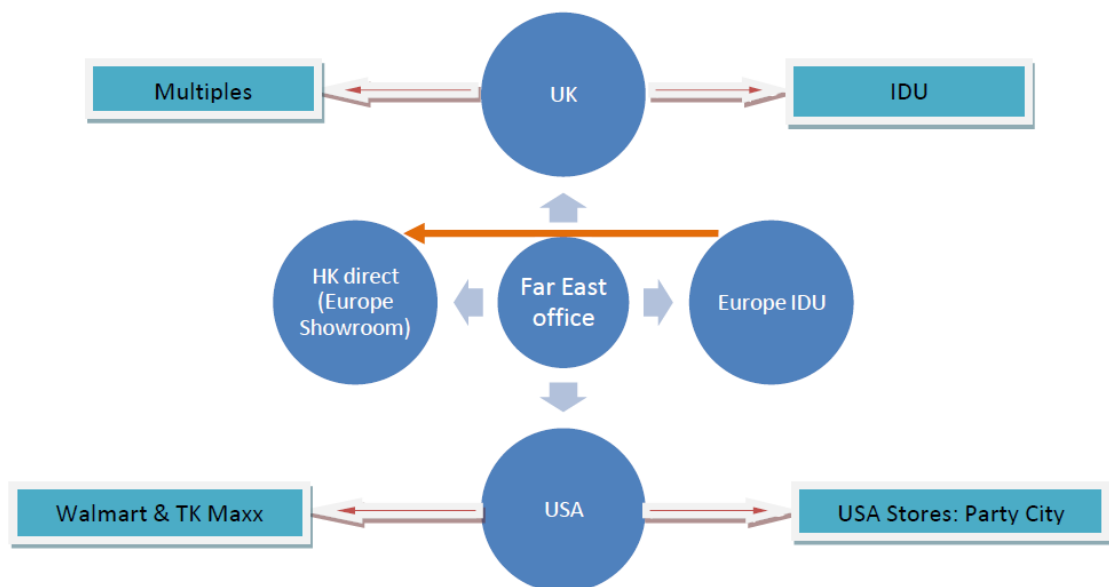 Multiples
UK
IDU
HK direct
(Europe
Showroom)
Far East
office
Europe IDU
Walmart & TK Maxx
USA
USA Stores: Party City